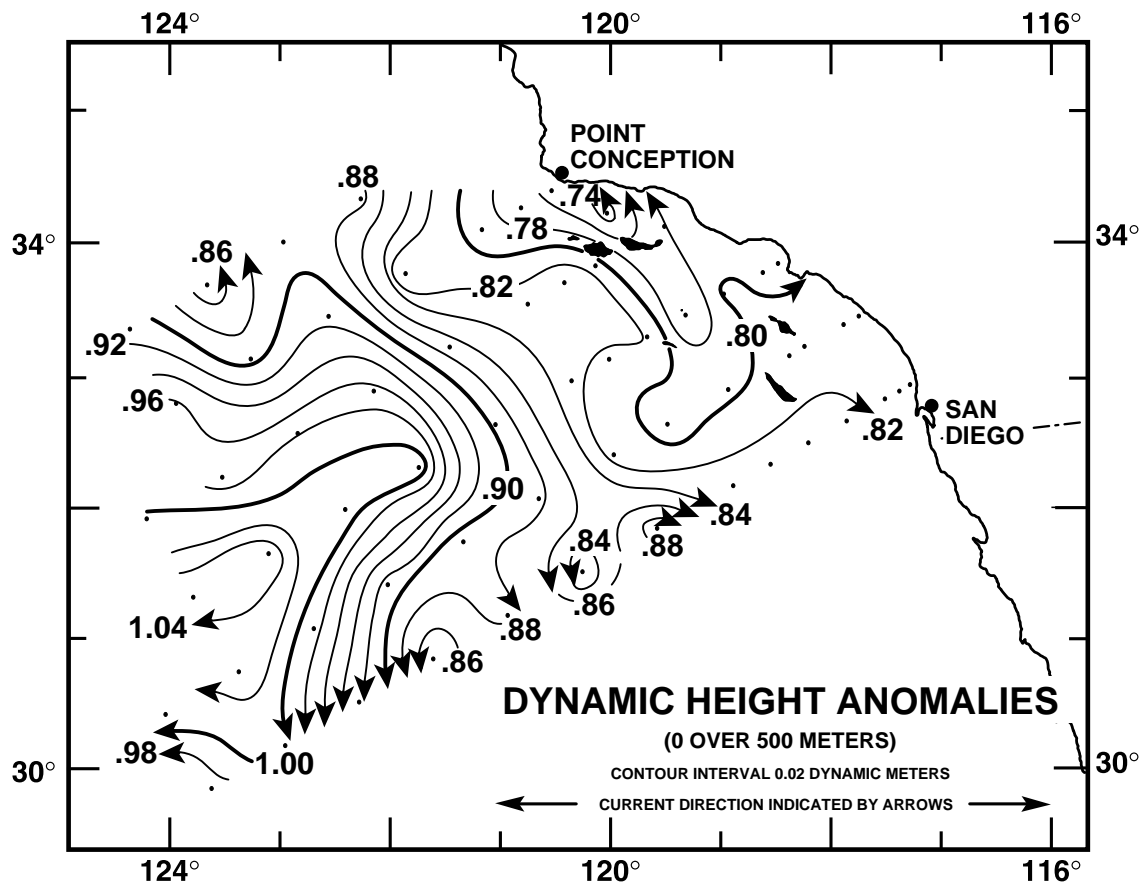 124° 120° 116°
POINT
CONCEPTION
.88
.74
.78
34° 34°
.86
.82
.80
.92
.96
.82
SAN
DIEGO
.90
.84
.84
.88
.86
1.04
.88
.86
DYNAMIC HEIGHT ANOMALIES
(0 OVER 500 METERS)
.98
1.00
30° 30°
CONTOUR INTERVAL 0.02 DYNAMIC METERS
CURRENT DIRECTION INDICATED BY ARROWS
124° 120° 116°